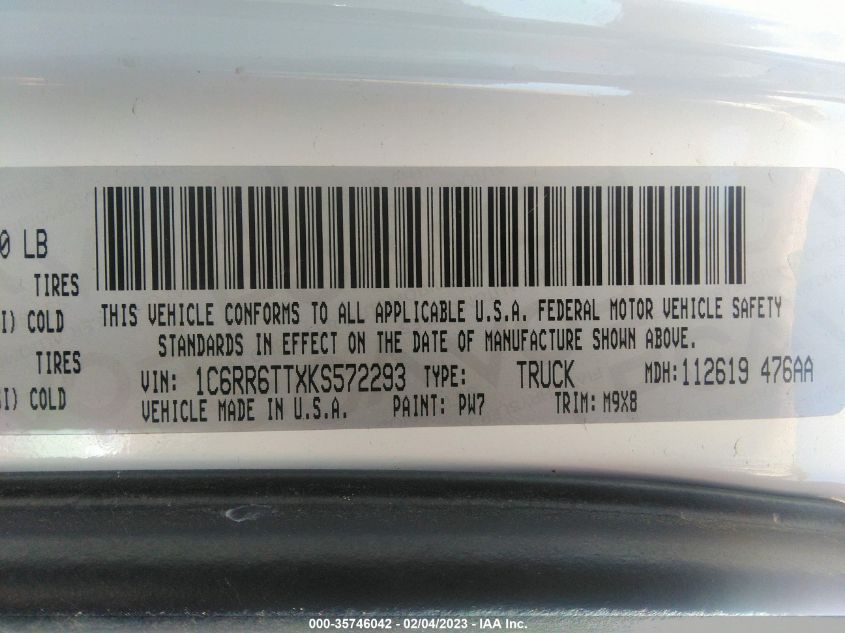 0 LB
TIRES
I) COLD
TIRES
SI) COLD
THIS VEHICLE CONFORMS TO ALL APPLICABLE U.S.A. FEDERAL MOTOR VEHICLE SAFETY
STANDARDS IN EFFECT ON THE DATE OF MANUFACTURE SHOWN ABOVE.
VIN: 1C6RR6TTXKS572293 TYPE: TRUCK MDH: 112619 476AA
VEHICLE MADE IN U.S.A. PAINT: PW7 TRIM: M9X8
000-35746042 - 02/04/2023 - IAA Inc.